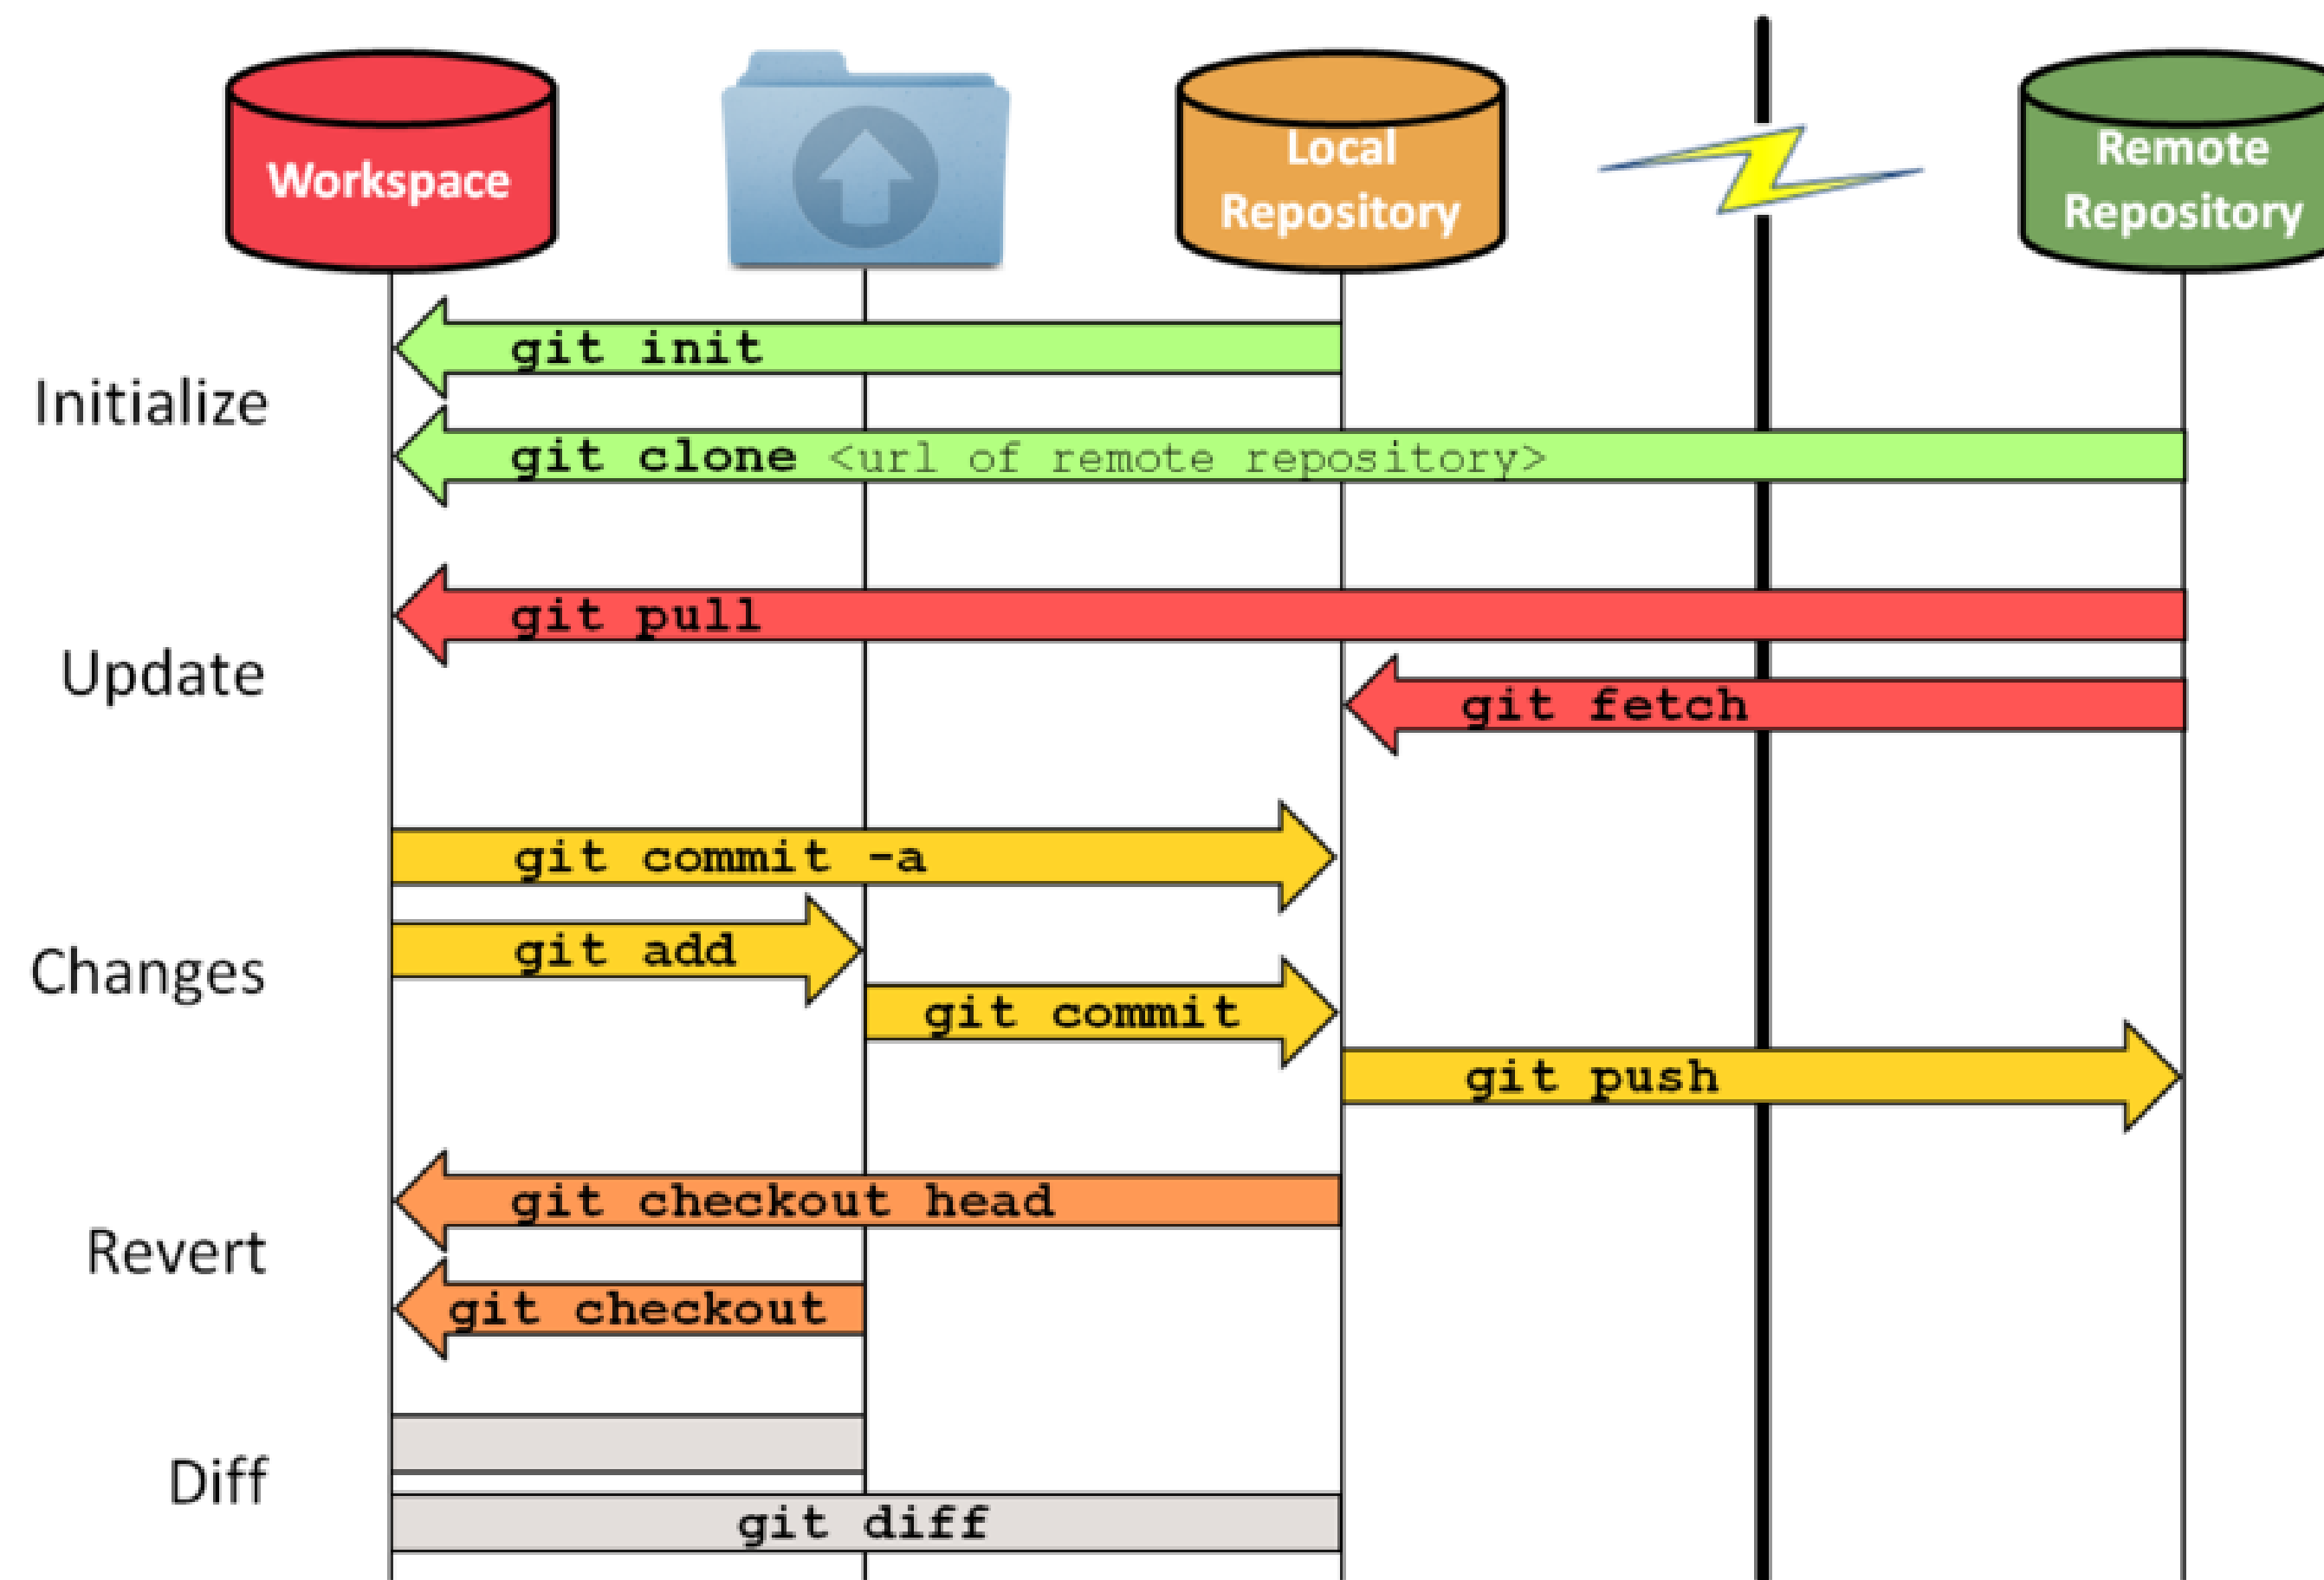 Workspace
Local
Repository
Remote
Repository
Initialize
git init
git clone <url of remote repository>
Update
git pull
git fetch
Changes
git commit -a
git add
git commit
git push
Revert
git checkout head
git checkout
Diff
git diff